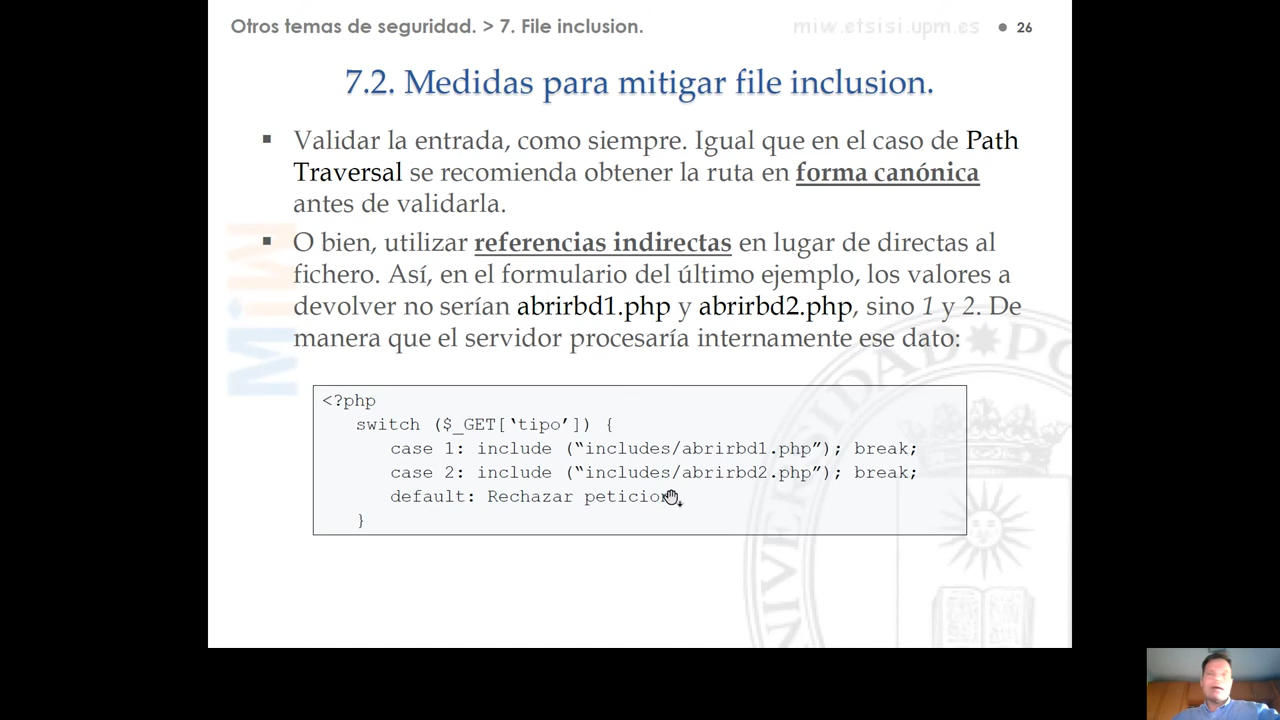 Otros temas de seguridad. > 7. File inclusion.
miw.etsisi.upm.es
26
7.2. Medidas para mitigar file inclusion.
▪ Validar la entrada, como siempre. Igual que en el caso de Path
Traversal se recomienda obtener la ruta en forma canónica
antes de validarla.
▪ O bien, utilizar referencias indirectas en lugar de directas al
fichero. Así, en el formulario del último ejemplo, los valores a
devolver no serían abrirbd1.php y abrirbd2.php, sino 1 y 2. De
manera que el servidor procesaría internamente ese dato:
<?php
switch ($_GET[‘tipo’]) {
case 1: include (“includes/abrirbd1.php”); break;
case 2: include (“includes/abrirbd2.php”); break;
default: Rechazar peticion
}
MiW
UNIVERSIDAD PO